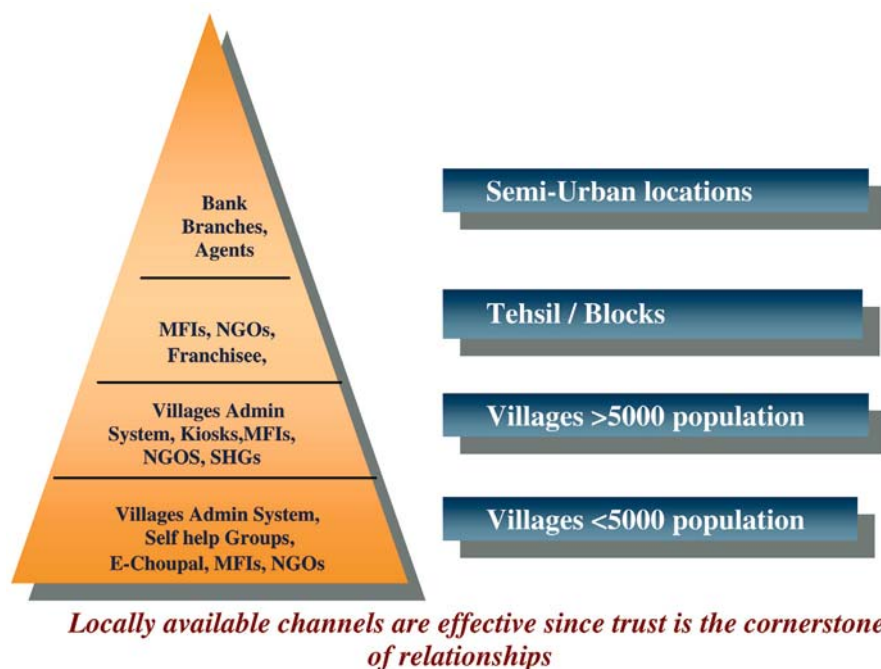 Bank
Branches,
Agents
Semi-Urban locations
MFIs, NGOs,
Franchisee,
Tehsil / Blocks
Villages Admin
System, Kiosks,MFIs,
NGOS, SHGs
Villages >5000 population
Villages Admin System,
Self help Groups,
E-Choupal, MFIs, NGOs
Villages <5000 population
Locally available channels are effective since trust is the cornerstone
of relationships